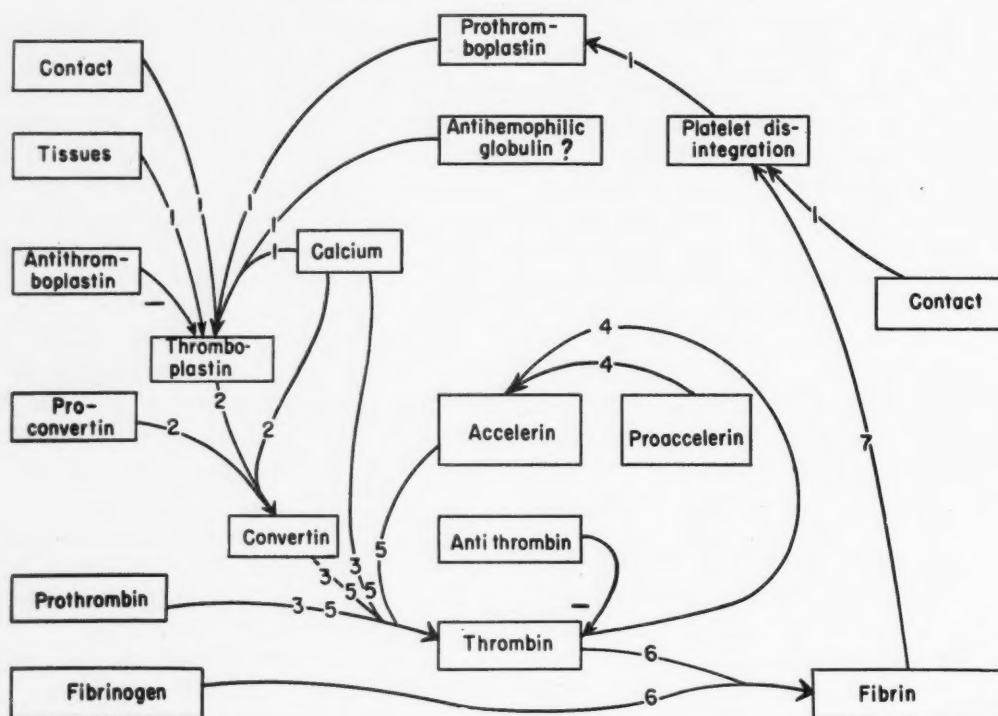 Prothrom-
boplastin
Contact
1
Antihemophilic
globulin ?
Platelet dis-
integration
Tissues
1
1
1
1
1
1
Antithrom-
boplastin
Calcium
–
Contact
Thrombo-
plastin
4
4
2
Pro-
convertin
2
2
Accelerin
Proaccelerin
7
Convertin
Anti thrombin
5
3
3
5
5
–
Prothrombin
3
5
Thrombin
6
Fibrinogen
6
Fibrin